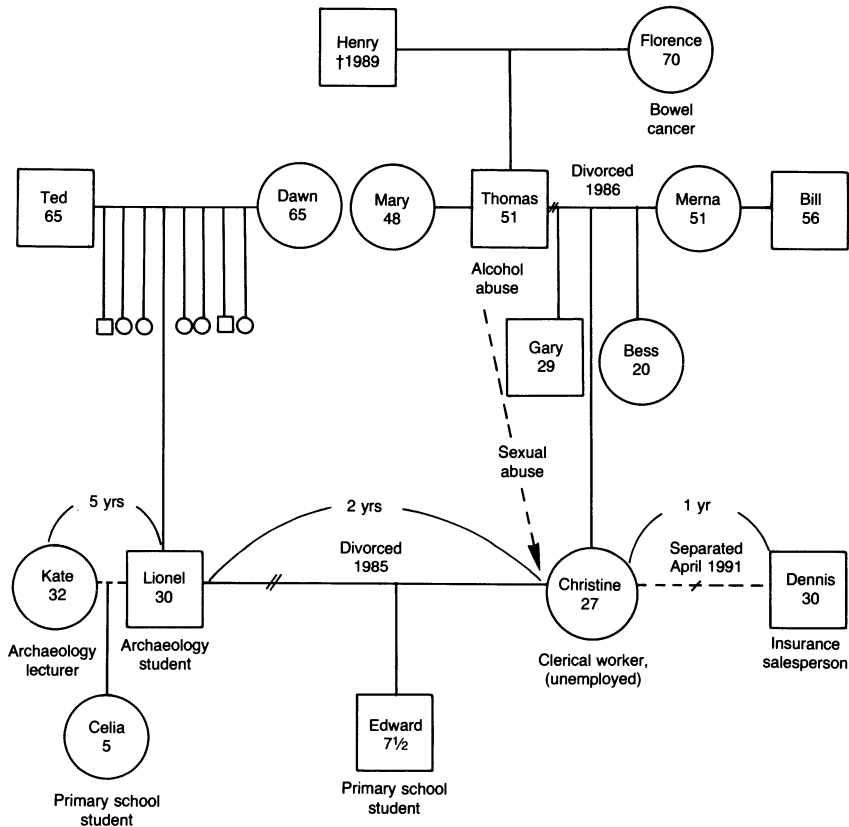 Henry
†1989
Florence
70
Bowel
cancer
Ted
65
Dawn
65
Mary
48
Thomas
51
Divorced
1986
Merna
51
Bill
56
Alcohol
abuse
Gary
29
Bess
20
Sexual
abuse
5 yrs
2 yrs
1 yr
Kate
32
Lionel
30
Divorced
1985
Christine
27
Separated
April 1991
Dennis
30
Archaeology
lecturer
Archaeology
student
Clerical worker,
(unemployed)
Insurance
salesperson
Celia
5
Edward
7½
Primary school
student
Primary school
student